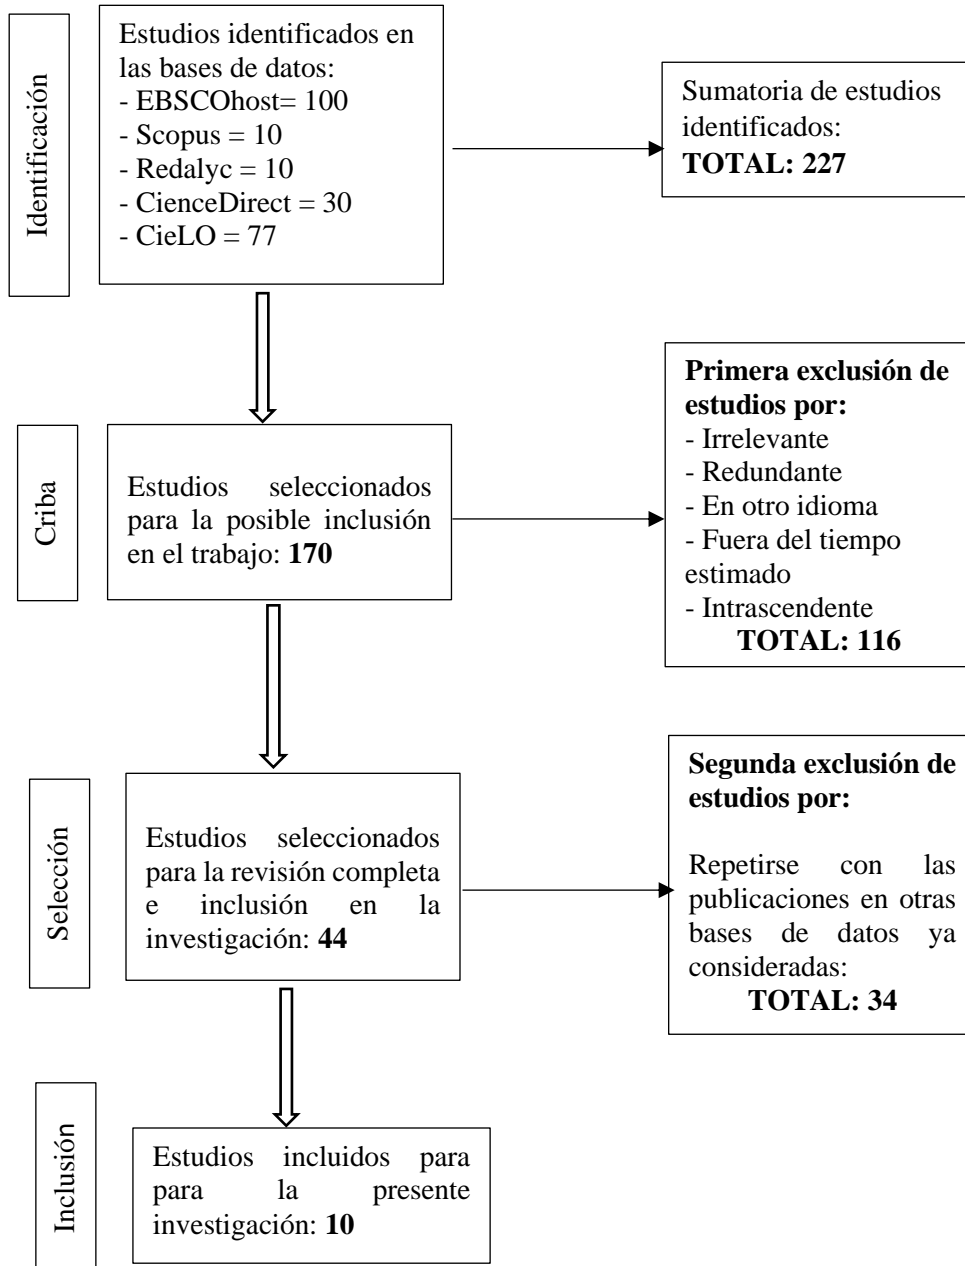 Identificación
Estudios identificados en
las bases de datos:
- EBSCOhost= 100
- Scopus = 10
- Redalyc = 10
- CienceDirect = 30
- CieLO = 77
Sumatoria de estudios
identificados:
TOTAL: 227
Criba
Estudios seleccionados
para la posible inclusión
en el trabajo: 170
Primera exclusión de
estudios por:
- Irrelevante
- Redundante
- En otro idioma
- Fuera del tiempo
estimado
- Intrascendente
TOTAL: 116
Selección
Estudios seleccionados
para la revisión completa
e inclusión en la
investigación: 44
Segunda exclusión de
estudios por:
Repetirse con las
publicaciones en otras
bases de datos ya
consideradas:
TOTAL: 34
Inclusión
Estudios incluidos para
para la presente
investigación: 10